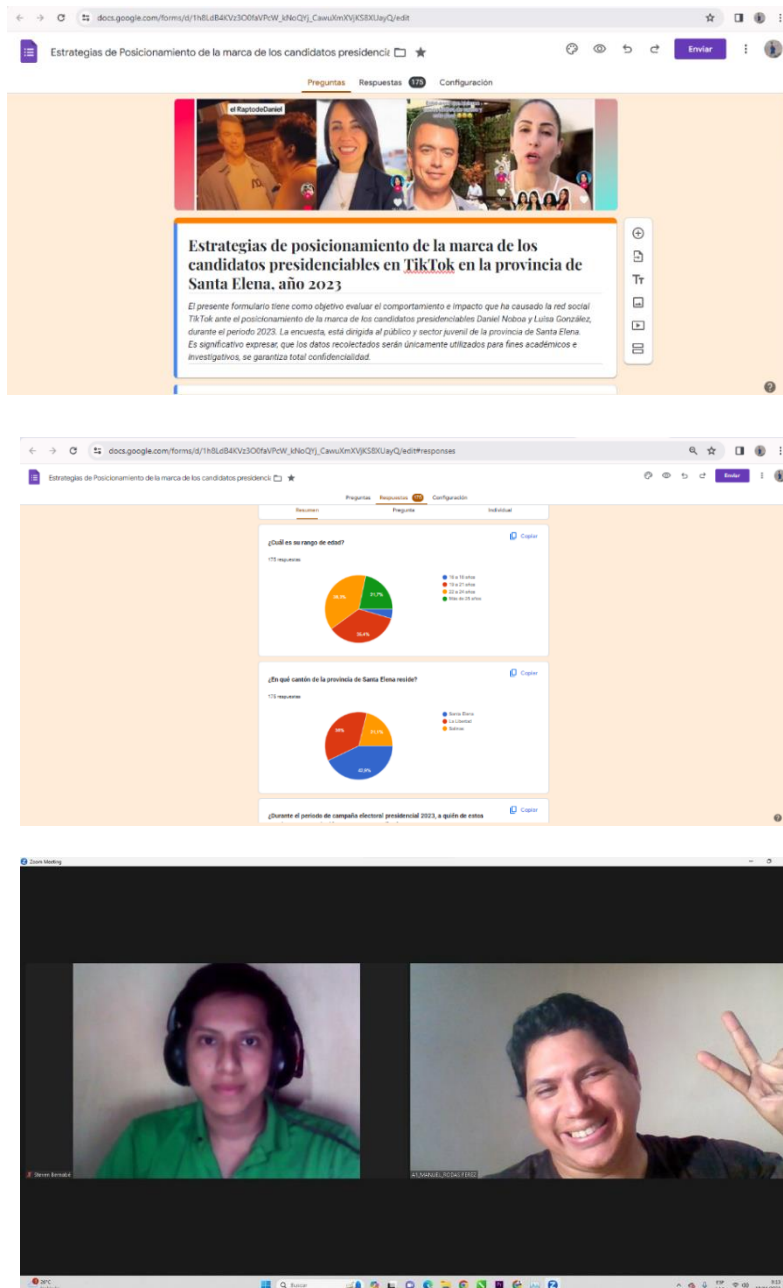 docs.google.com/forms/d/1h8LdB4KVz3O0faVPcW_kNoQYj_CawuXmXVjKS8XUayQ/edit
Estrategias de Posicionamiento de la marca de los candidatos presidencia
Enviar
Preguntas Respuestas 175 Configuración
el RaptodeDaniel
Estrategias de posicionamiento de la marca de los
candidatos presidenciables en TikTok en la provincia de
Santa Elena, año 2023
El presente formulario tiene como objetivo evaluar el comportamiento e impacto que ha causado la red social
TikTok ante el posicionamiento de la marca de los candidatos presidenciables Daniel Noboa y Luisa González,
durante el periodo 2023. La encuesta, está dirigida al público y sector juvenil de la provincia de Santa Elena.
Es significativo expresar, que los datos recolectados serán únicamente utilizados para fines académicos e
investigativos, se garantiza total confidencialidad.
docs.google.com/forms/d/1h8LdB4KVz3O0faVPcW_kNoQYj_CawuXmXVjKS8XUayQ/edit#responses
Estrategias de Posicionamiento de la marca de los candidatos presidencia
Enviar
Preguntas Respuestas 175 Configuración
Resumen Pregunta Individual
¿Cuál es su rango de edad?
Copiar
175 respuestas
19 a 21 años
22 a 24 años
21,7%
¿En qué cantón de la provincia de Santa Elena reside?
Copiar
175 respuestas
Santa Elena
La Libertad
Salinas
36%
21,1%
42,9%
¿Durante el periodo de campaña electoral presidencial 2023, a quién de estos
Copiar
Zoom Meeting
Steven Bernabé
Buscar
ESP